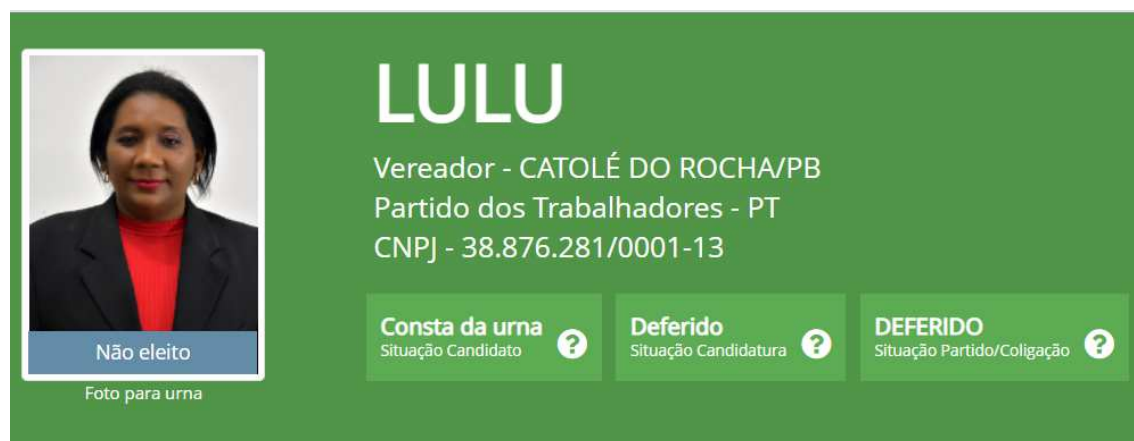 LULU
Vereador - CATOLÉ DO ROCHA/PB
Partido dos Trabalhadores - PT
CNPJ - 38.876.281/0001-13
Consta da urna
Situação Candidato
?
Deferido
Situação Candidatura
?
DEFERIDO
Situação Partido/Coligação
?
Não eleito
Foto para urna